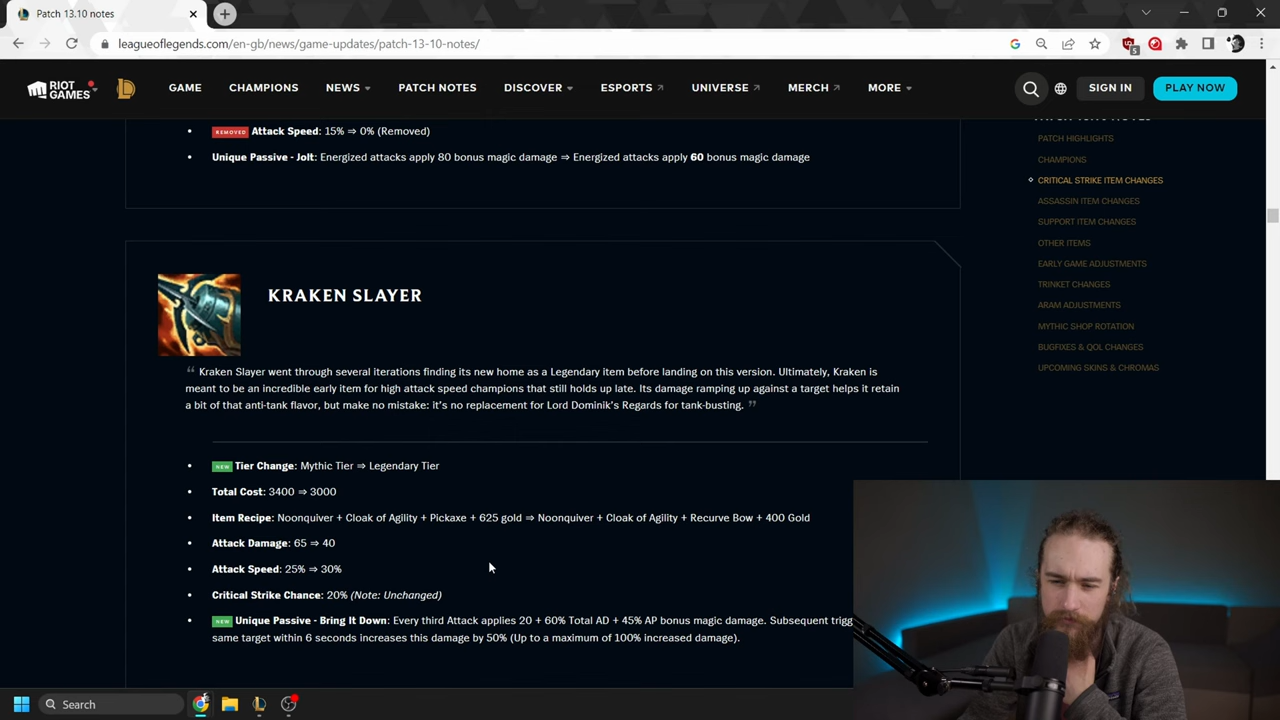 Patch 13.10 notes
leagueoflegends.com/en-gb/news/game-updates/patch-13-10-notes/
5
RIOT GAMES
GAME
CHAMPIONS
NEWS
PATCH NOTES
DISCOVER
ESPORTS
UNIVERSE
MERCH
MORE
SIGN IN
PLAY NOW
REMOVED Attack Speed: 15% ⇒ 0% (Removed)
Unique Passive - Jolt: Energized attacks apply 80 bonus magic damage ⇒ Energized attacks apply 60 bonus magic damage
PATCH HIGHLIGHTS
CHAMPIONS
CRITICAL STRIKE ITEM CHANGES
ASSASSIN ITEM CHANGES
SUPPORT ITEM CHANGES
OTHER ITEMS
EARLY GAME ADJUSTMENTS
TRINKET CHANGES
ARAM ADJUSTMENTS
MYTHIC SHOP ROTATION
BUGFIXES & QOL CHANGES
UPCOMING SKINS & CHROMAS
KRAKEN SLAYER
“ Kraken Slayer went through several iterations finding its new home as a Legendary item before landing on this version. Ultimately, Kraken is
meant to be an incredible early item for high attack speed champions that still holds up late. Its damage ramping up against a target helps it retain
a bit of that anti-tank flavor, but make no mistake: it's no replacement for Lord Dominik's Regards for tank-busting. ”
NEW Tier Change: Mythic Tier ⇒ Legendary Tier
Total Cost: 3400 ⇒ 3000
Item Recipe: Noonquiver + Cloak of Agility + Pickaxe + 625 gold ⇒ Noonquiver + Cloak of Agility + Recurve Bow + 400 Gold
Attack Damage: 65 ⇒ 40
Attack Speed: 25% ⇒ 30%
Critical Strike Chance: 20% (Note: Unchanged)
NEW Unique Passive - Bring It Down: Every third Attack applies 20 + 60% Total AD + 45% AP bonus magic damage. Subsequent trigg
same target within 6 seconds increases this damage by 50% (Up to a maximum of 100% increased damage).
Search